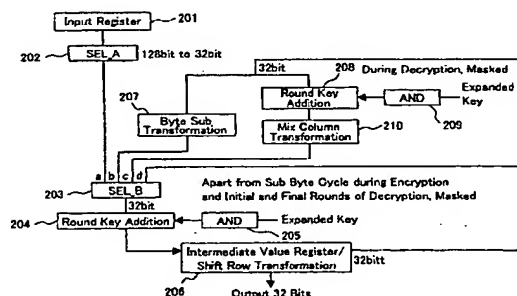 Input Register
201
202
SEL_A
128bit to 32bit
32bit
208
During Decryption, Masked
207
Round Key
Addition
AND
Expanded
Key
Byte Sub
Transformation
Mix Column
Transformation
210
209
a b c d
203
SEL_B
Apart from Sub Byte Cycle during Encryption
and Initial and Final Rounds of Decryption, Masked
32bit
204
Round Key Addition
AND
Expanded Key
205
Intermediate Value Register/
Shift Row Transformation
32bitt
206
Output 32 Bits